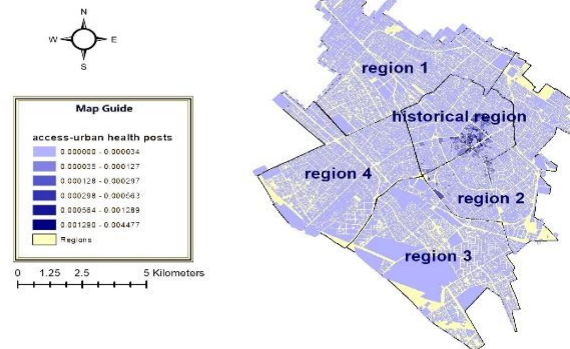 N
W E
S
Map Guide
access-urban health posts
0.000000 - 0.000034
0.000035 - 0.000127
0.000128 - 0.000297
0.000298 - 0.000563
0.000564 - 0.001289
0.001290 - 0.004477
Regions
0 1.25 2.5 5 Kilometers
region 1
historical region
region 4
region 2
region 3